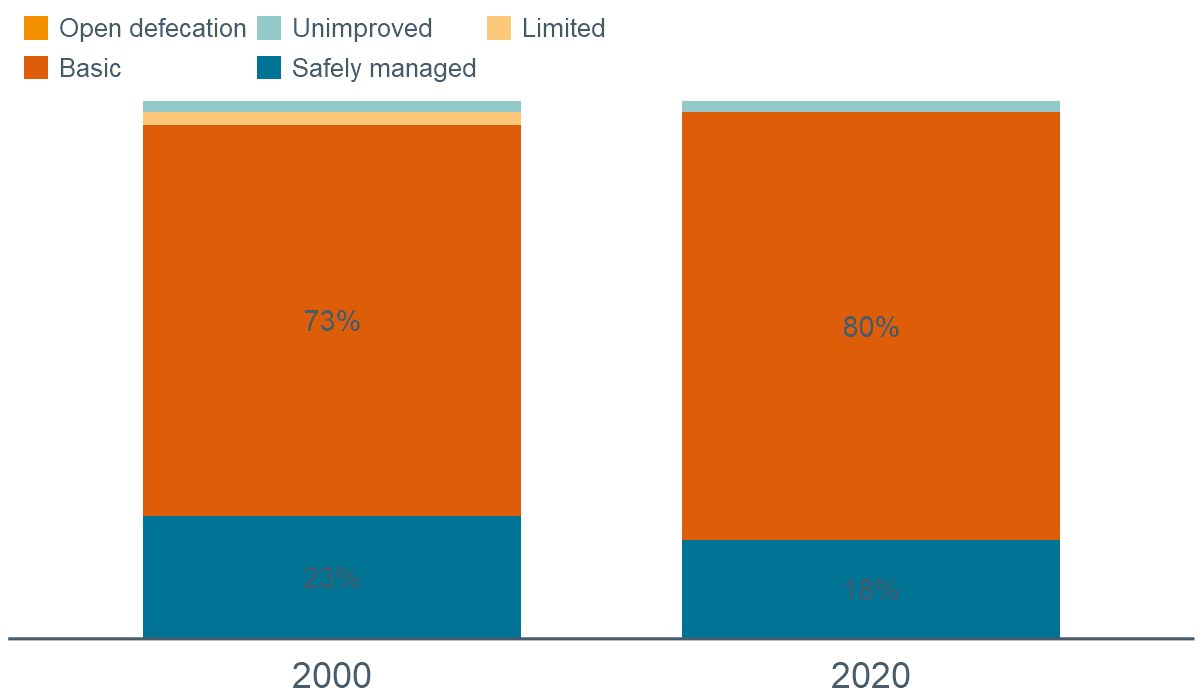 Open defecation Unimproved Limited
Basic Safely managed
73% 80%
23% 18%
2000 2020